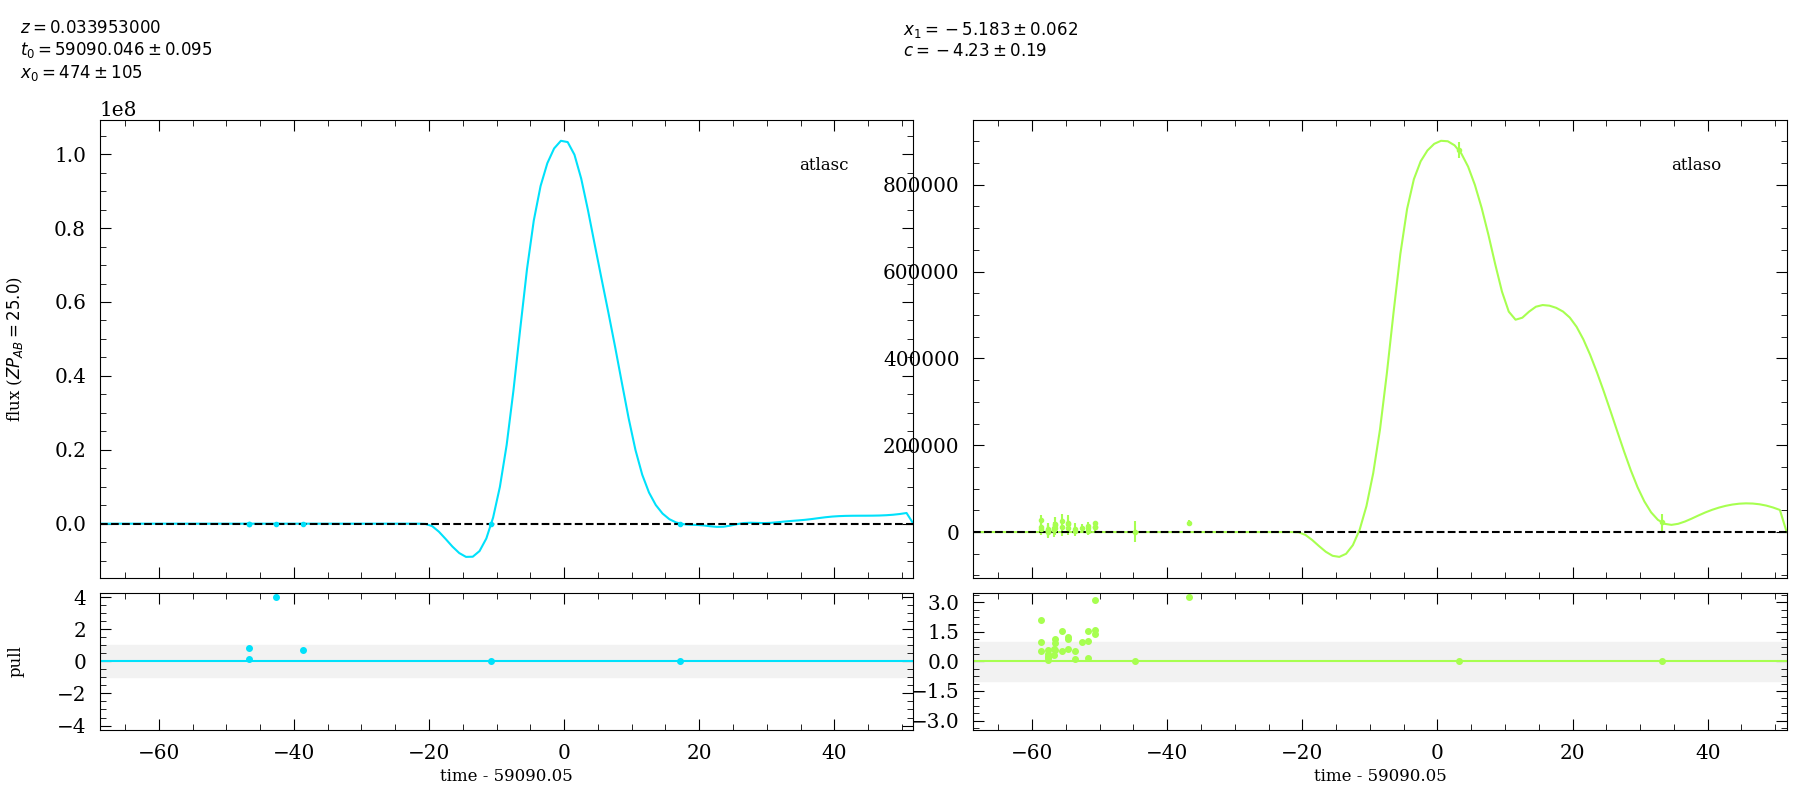 z = 0.033953000
t0 = 59090.046 ± 0.095
x0 = 474 ± 105
x1 = −5.183 ± 0.062
c = −4.23 ± 0.19
1e8
atlasc
1.0
0.8
0.6
0.4
0.2
0.0
flux (ZPAB = 25.0)
atlaso
800000
600000
400000
200000
0
4
2
0
−2
−4
pull
−60
−40
−20
0
20
40
time - 59090.05
3.0
1.5
0.0
−1.5
−3.0
−60
−40
−20
0
20
40
time - 59090.05